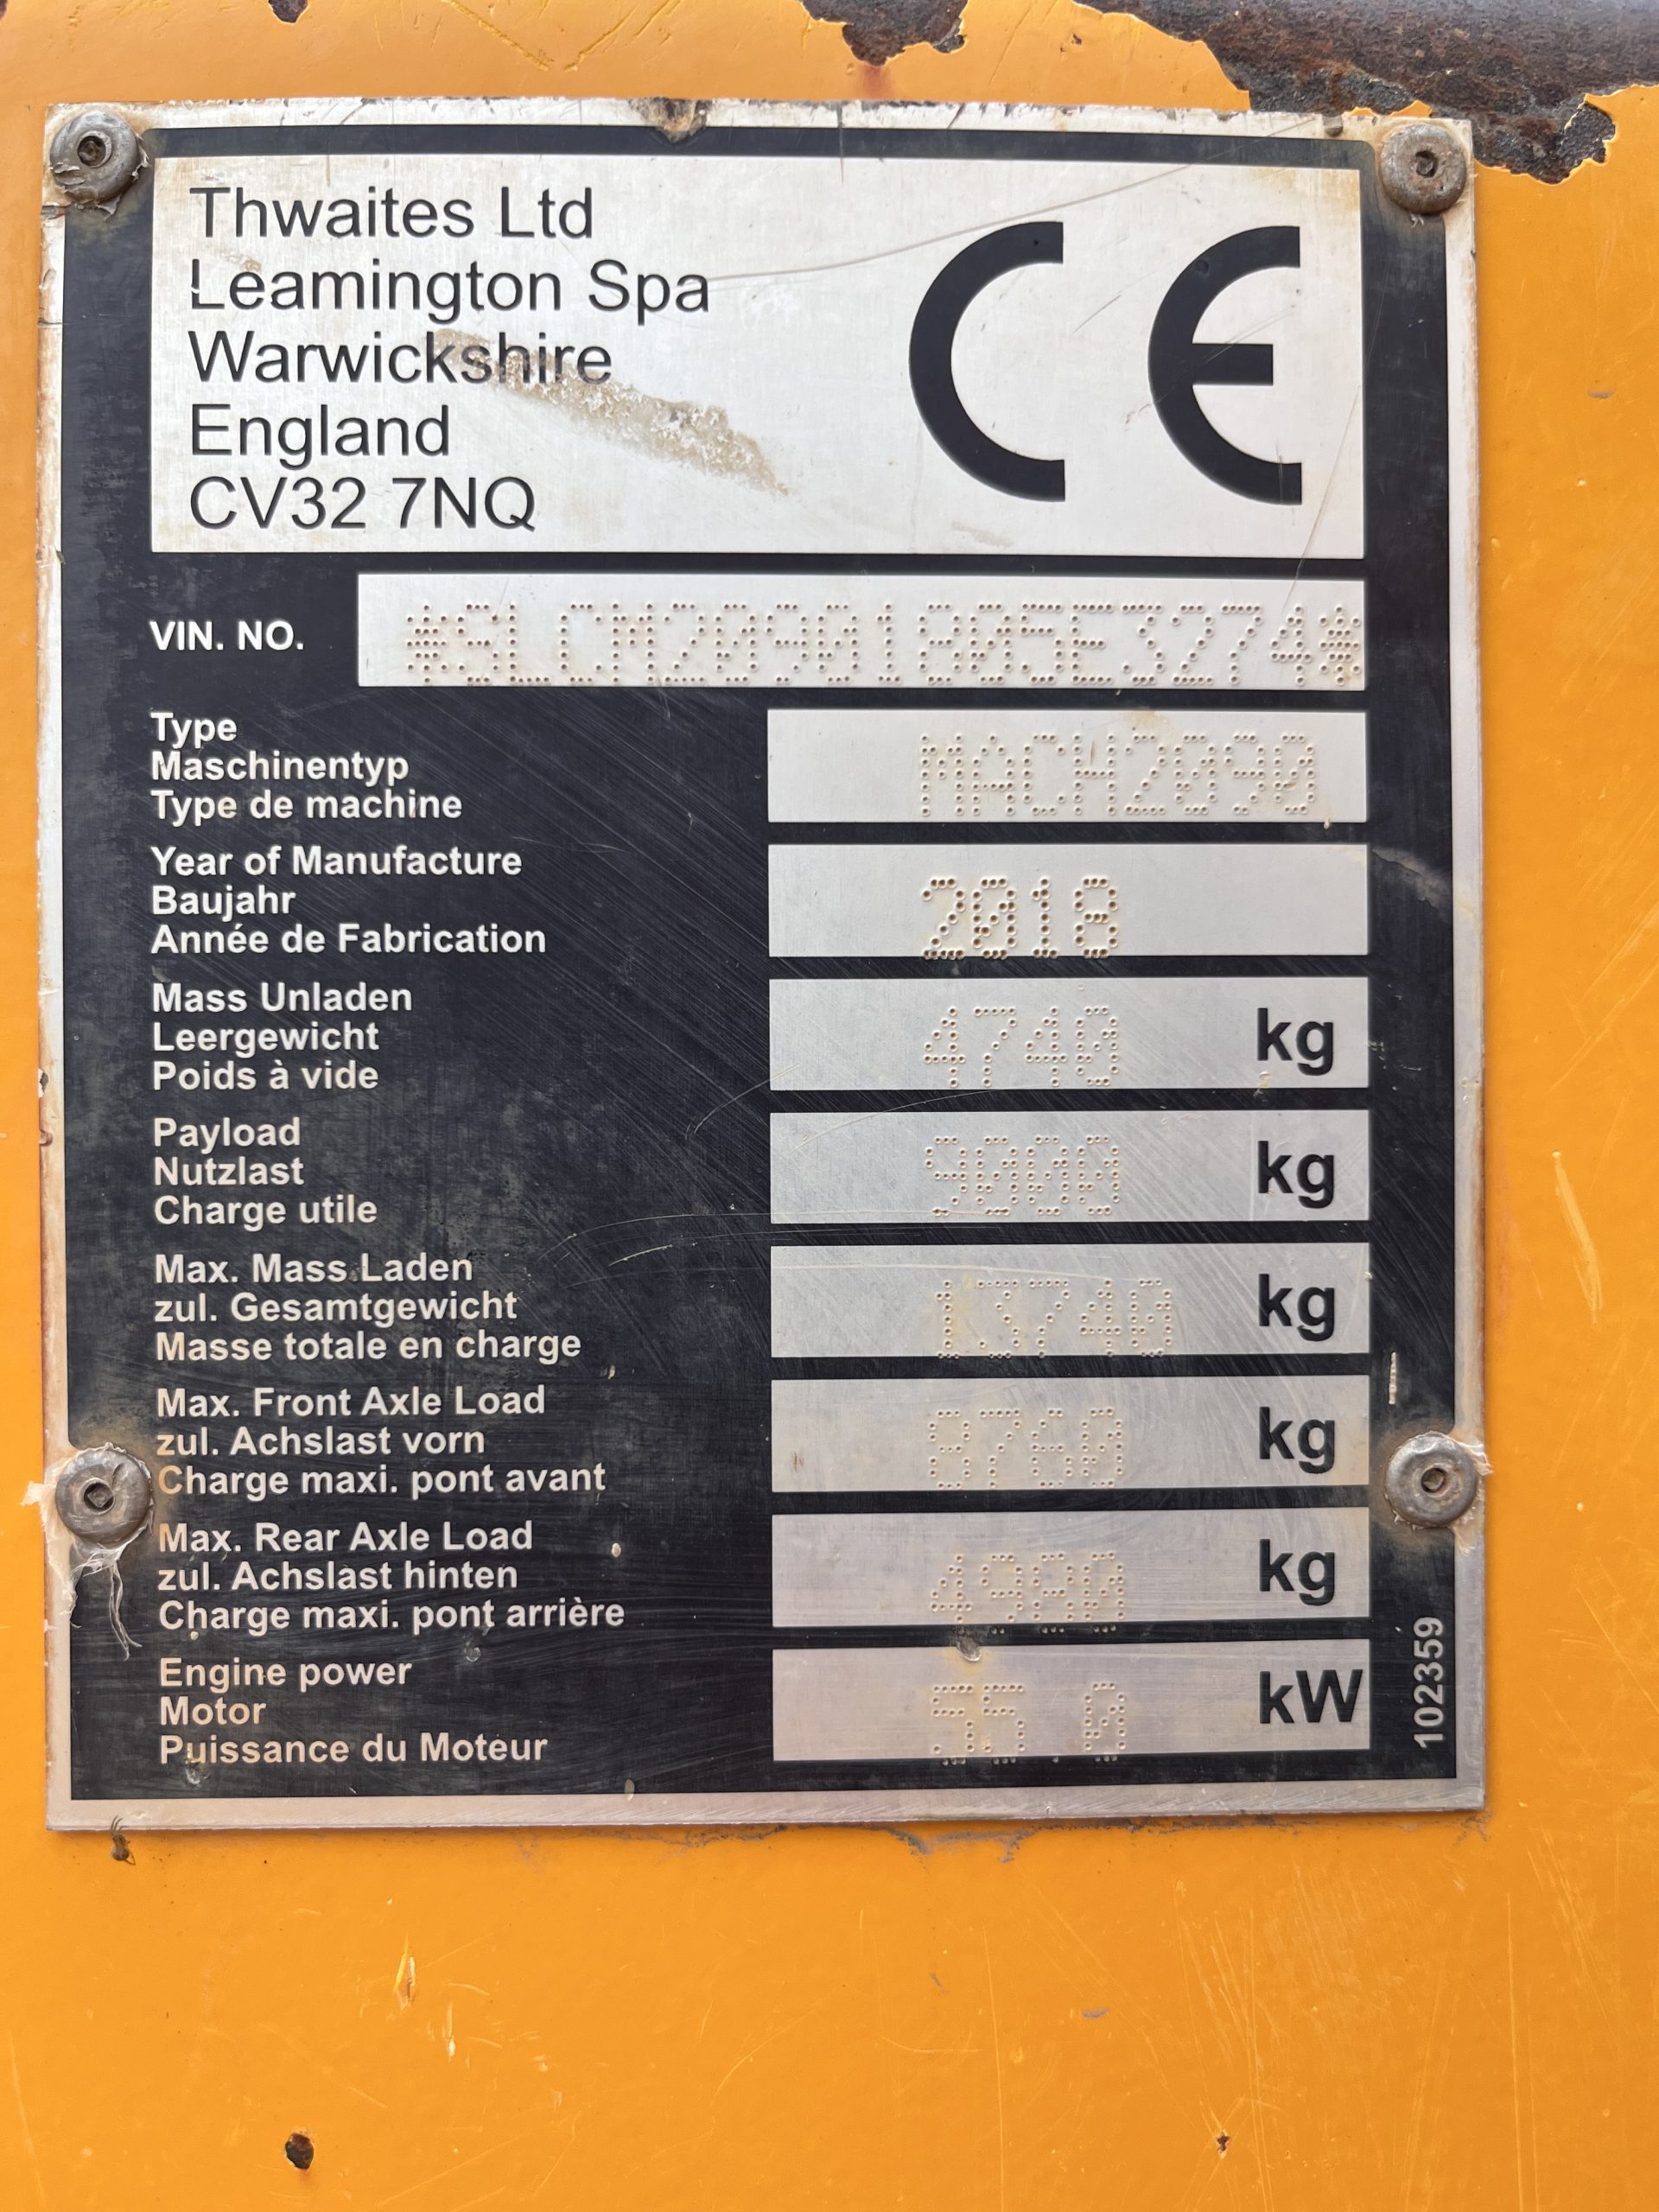 Thwaites Ltd
Leamington Spa
Warwickshire
England
CV32 7NQ
CE
VIN. NO. *SLCM20901805E3274*
Type
Maschinentyp
Type de machine
MACH2090
Year of Manufacture
Baujahr
Année de Fabrication
2018
Mass Unladen
Leergewicht
Poids à vide
4740 kg
Payload
Nutzlast
Charge utile
9000 kg
Max. Mass Laden
zul. Gesamtgewicht
Masse totale en charge
13740 kg
Max. Front Axle Load
zul. Achslast vorn
Charge maxi. pont avant
8760 kg
Max. Rear Axle Load
zul. Achslast hinten
Charge maxi. pont arrière
4980 kg
Engine power
Motor
Puissance du Moteur
55.0 kW
102359